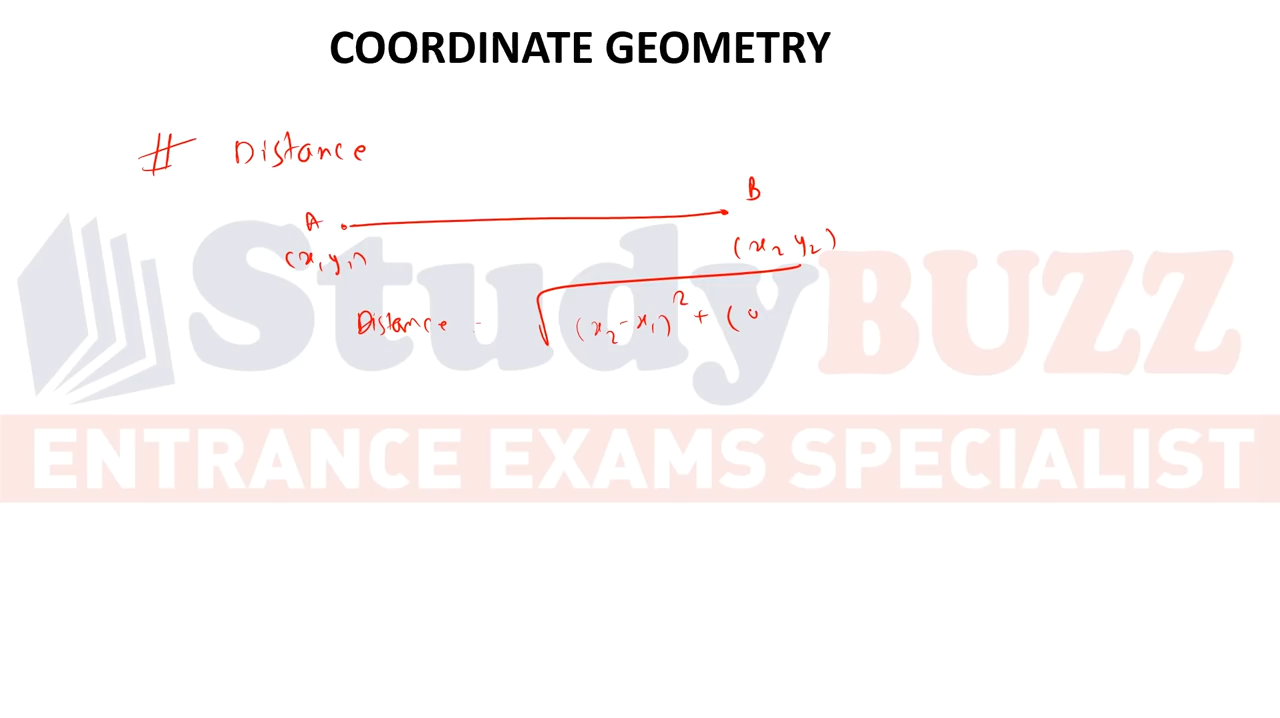 COORDINATE GEOMETRY
# Distance
A B
(x₁ y₁) (x₂ y₂)
Distance - √(x₂-x₁)² + (
StudyBUZZ
ENTRANCE EXAMS SPECIALIST